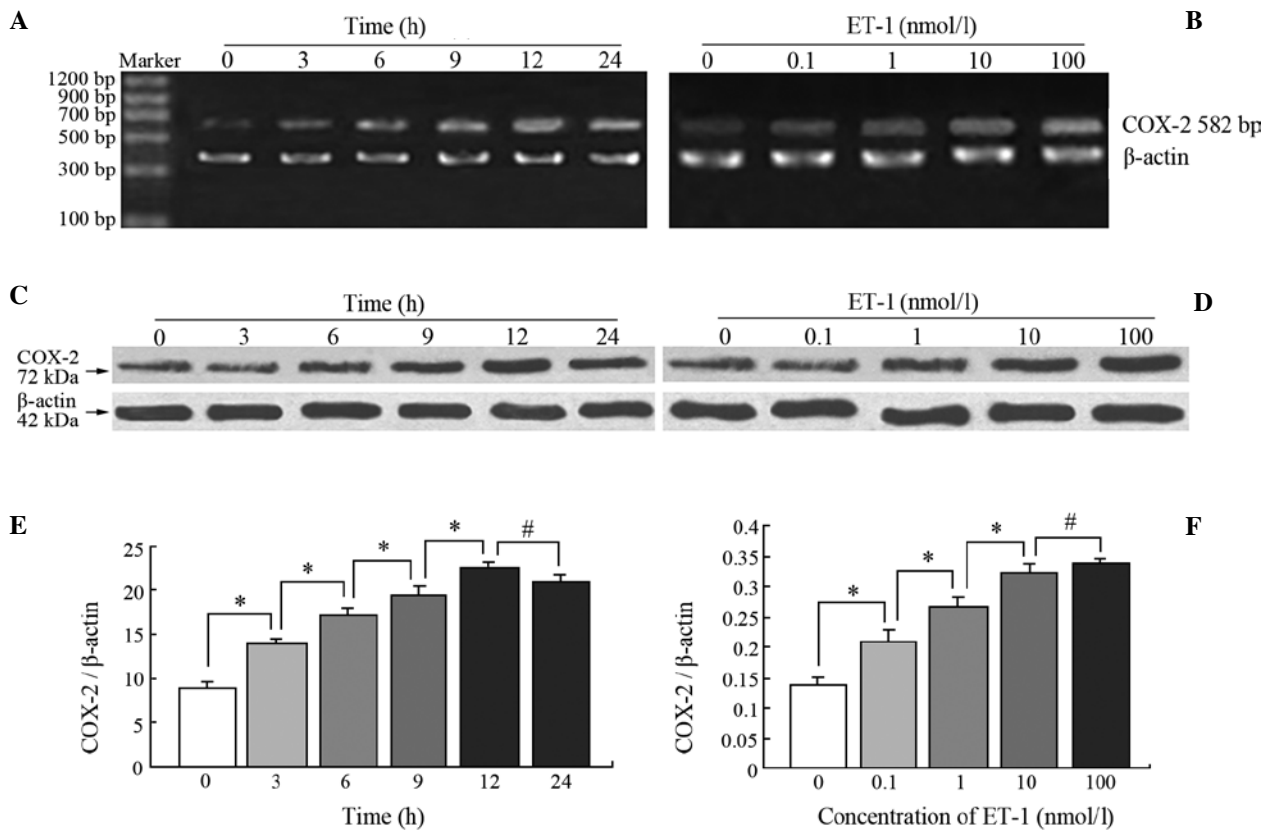 A
Time (h)
Marker 0 3 6 9 12 24
1200 bp
900 bp
700 bp
500 bp
300 bp
100 bp
B
ET-1 (nmol/l)
0 0.1 1 10 100
COX-2 582 bp
β-actin
C
Time (h)
0 3 6 9 12 24
COX-2
72 kDa
β-actin
42 kDa
D
ET-1 (nmol/l)
0 0.1 1 10 100
E
COX-2 / β-actin
25
20
15
10
5
0
* * * * #
0 3 6 9 12 24
Time (h)
F
COX-2 / β-actin
0.4
0.35
0.3
0.25
0.2
0.15
0.1
0.05
0
* * * #
0 0.1 1 10 100
Concentration of ET-1 (nmol/l)